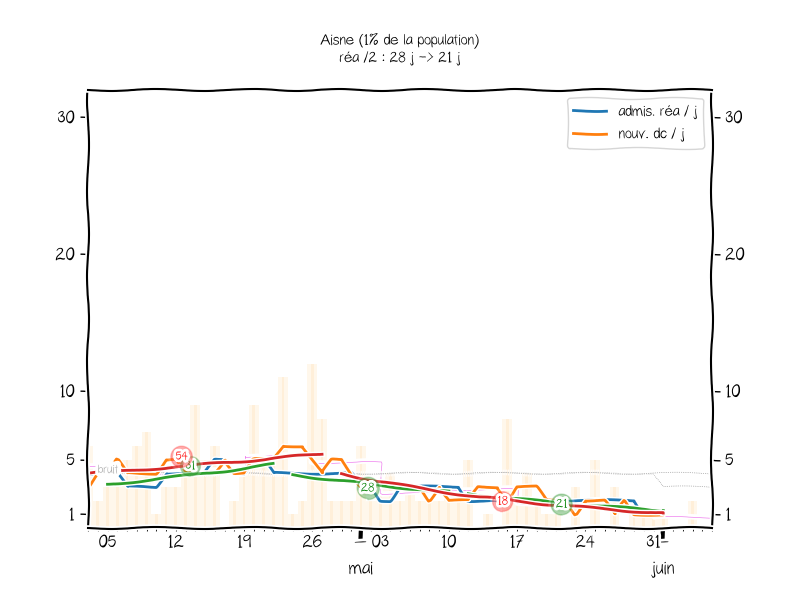 Aisne (1% de la population)
réa /2 : 28 j -> 21 j
admis. réa / j
nouv. dc / j
30
30
20
20
10
10
5
5
1
1
bruit
54
81
28
18
21
05 12 19 26 03 10 17 24 31
mai juin